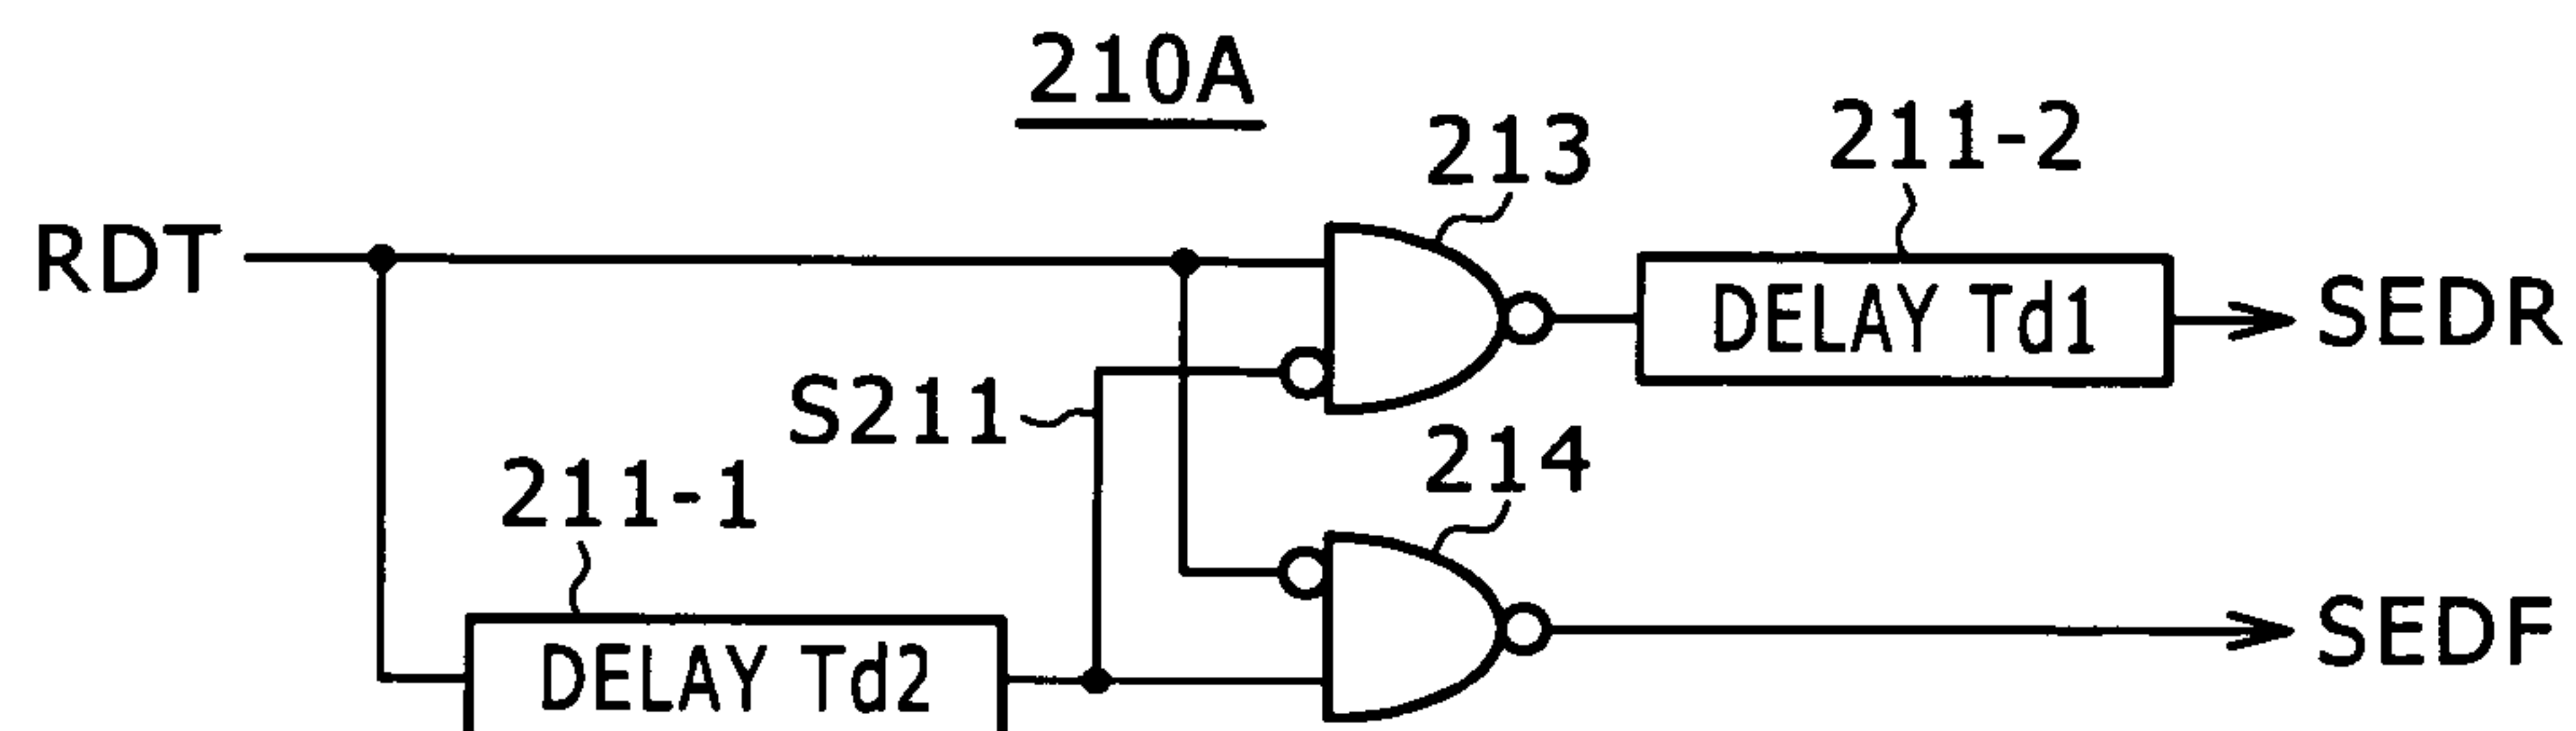 210A
213
211-2
RDT
DELAY Td1
SEDR
S211
214
211-1
DELAY Td2
SEDF